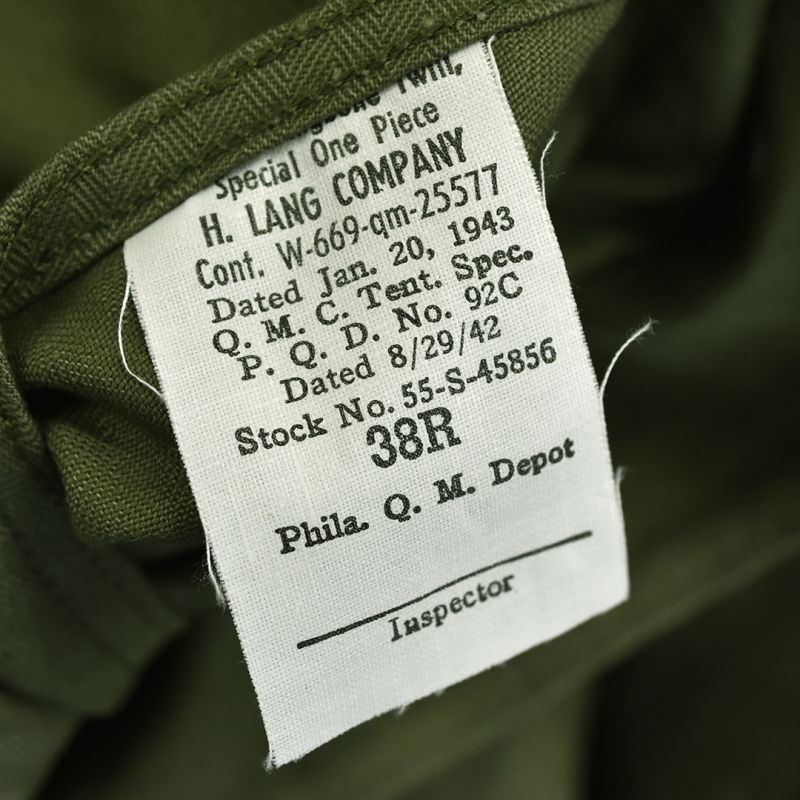 Twill,
Special One Piece
H. LANG COMPANY
Cont. W-669-qm-25577
Dated Jan. 20, 1943
Q. M. C. Tent. Spec.
P. Q. D. No. 92C
Dated 8/29/42
Stock No. 55-S-45856
38R
Phila. Q. M. Depot
Inspector